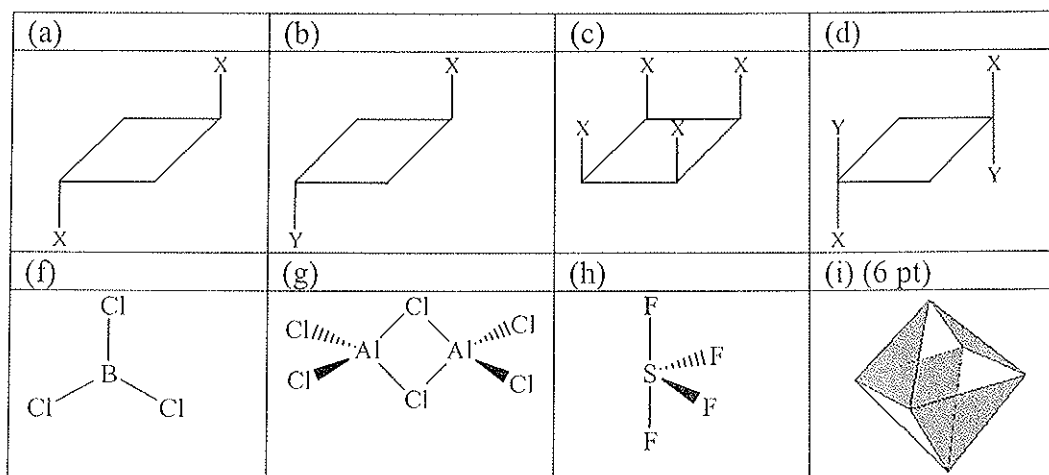 (a) (b) (c) (d)
X X X X X
X X Y
Y
X Y X
(f) (g) (h) (i) (6 pt)
Cl Cl F
Cl Cl
Al Al F
B Cl Cl S
Cl Cl Cl F
F